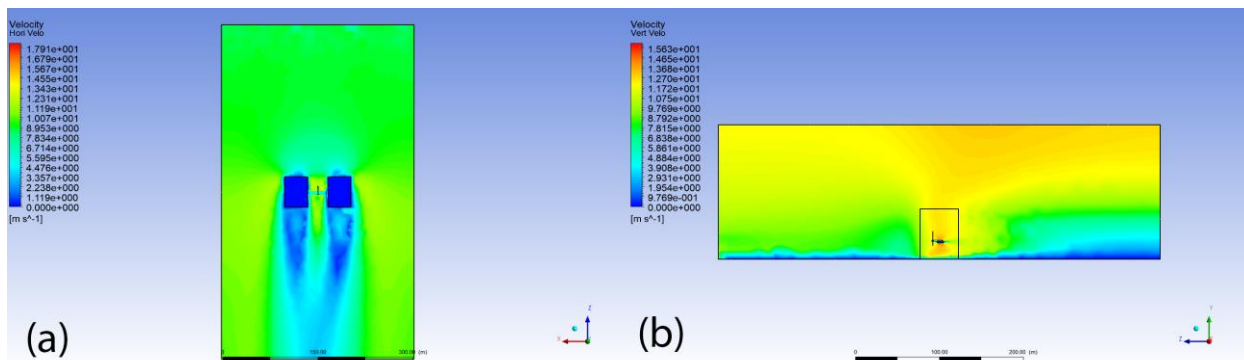 Velocity
Hori Velo
1.791e+001
1.679e+001
1.567e+001
1.455e+001
1.343e+001
1.231e+001
1.119e+001
1.007e+001
8.953e+000
7.834e+000
6.714e+000
5.595e+000
4.476e+000
3.357e+000
2.238e+000
1.119e+000
0.000e+000
[m s^-1]
(a)
0
150.00
300.00 (m)
X
Z
Velocity
Vert Velo
1.563e+001
1.465e+001
1.368e+001
1.270e+001
1.172e+001
1.075e+001
9.769e+000
8.792e+000
7.815e+000
6.838e+000
5.861e+000
4.884e+000
3.908e+000
2.931e+000
1.954e+000
9.769e-001
0.000e+000
[m s^-1]
(b)
0
100.00
200.00 (m)
Z
Y